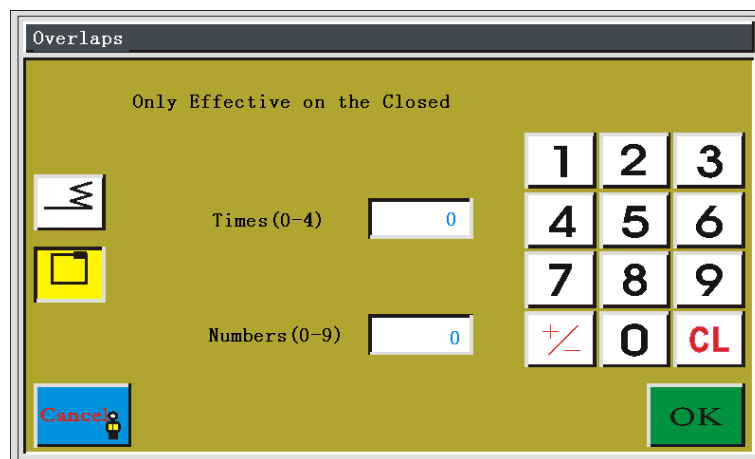 Overlaps
Only Effective on the Closed
1 2 3
Times(0-4) 0
4 5 6
7 8 9
Numbers(0-9) 0
+/- 0 CL
Cancel
OK